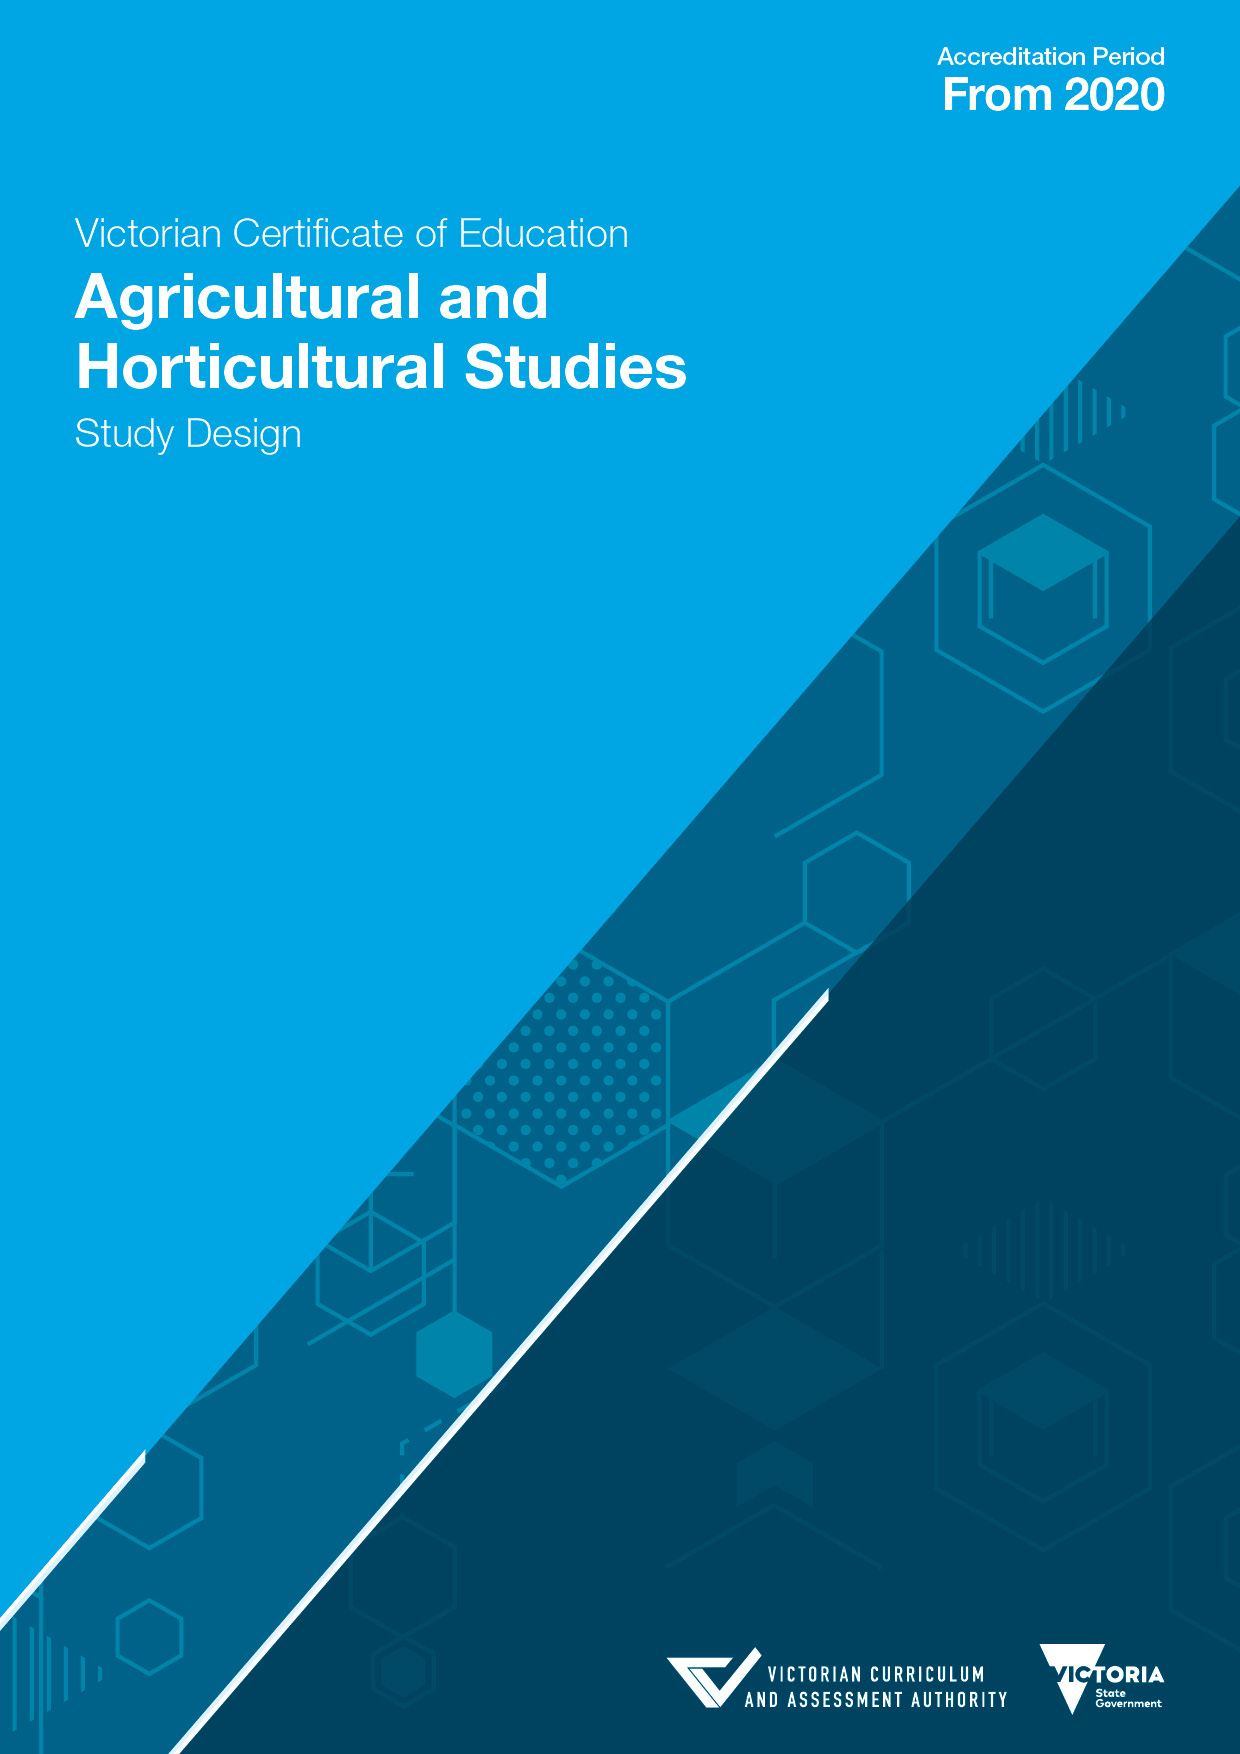 Accreditation Period
From 2020
Victorian Certificate of Education
Agricultural and
Horticultural Studies
Study Design
VICTORIAN CURRICULUM
AND ASSESSMENT AUTHORITY
VICTORIA
State
Government